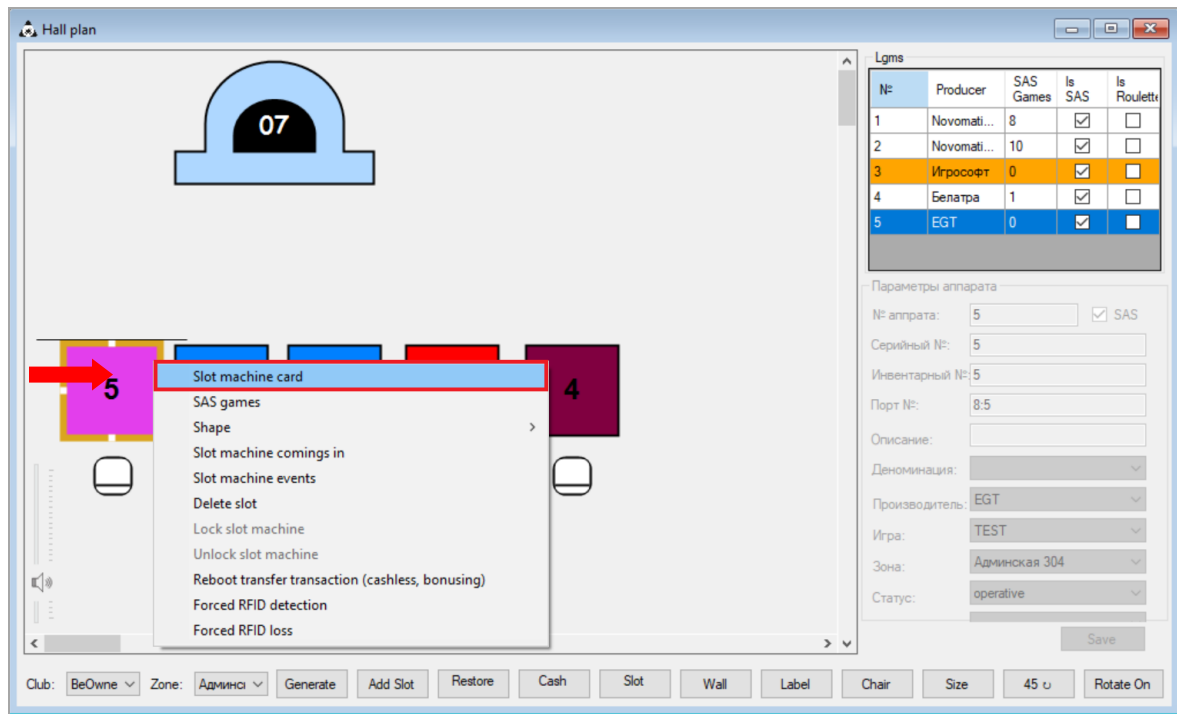 Hall plan
07
5
4
Slot machine card
SAS games
Shape
Slot machine comings in
Slot machine events
Delete slot
Lock slot machine
Unlock slot machine
Reboot transfer transaction (cashless, bonusing)
Forced RFID detection
Forced RFID loss
Lgms
№ Producer SAS Games Is SAS Is Roulette
1 Novomati... 8
2 Novomati... 10
3 Игрософт 0
4 Белатра 1
5 EGT 0
Параметры аппарата
№ аппрата: 5 SAS
Серийный №: 5
Инвентарный №: 5
Порт №: 8:5
Описание:
Деноминация:
Производитель: EGT
Игра: TEST
Зона: Админская 304
Статус: operative
Save
Club: BeOwne Zone: Админсі Generate Add Slot Restore Cash Slot Wall Label Chair Size 45 ↻ Rotate On